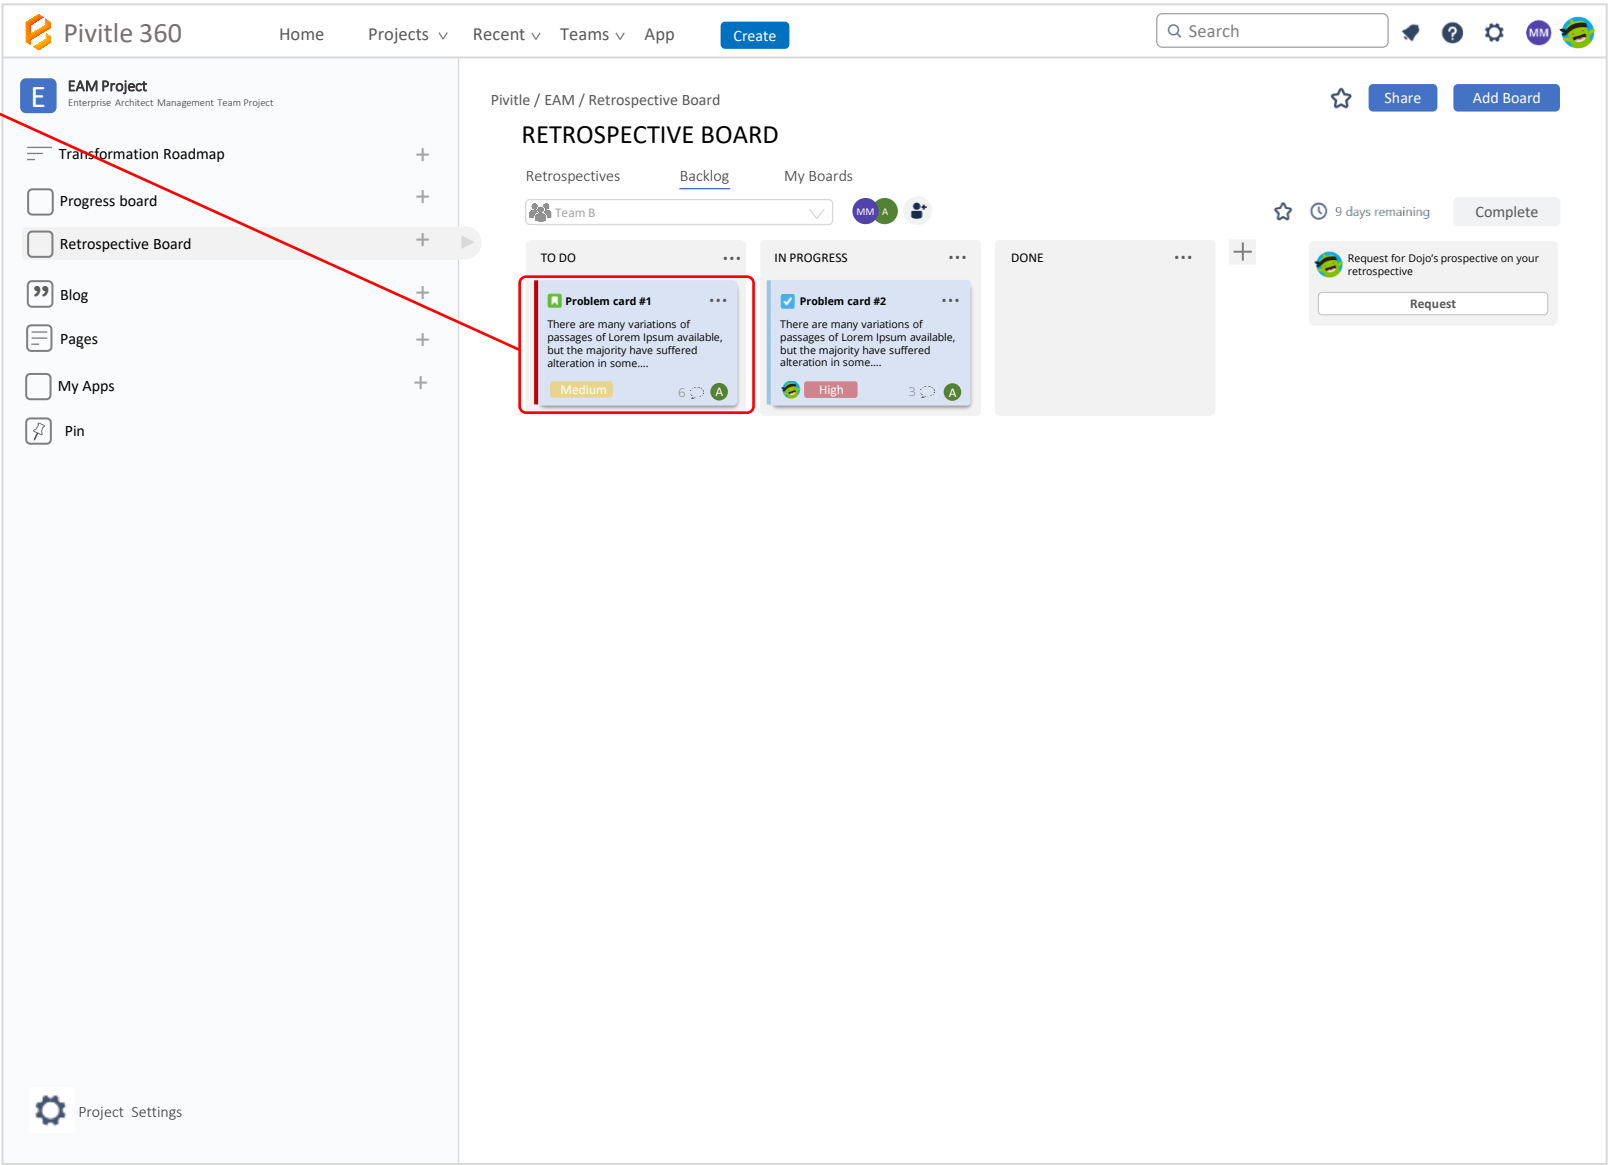 Pivitle 360
Home Projects Recent Teams App Create
Search
MM
E
EAM Project
Enterprise Architect Management Team Project
Transformation Roadmap
Progress board
Retrospective Board
Blog
Pages
My Apps
Pin
Project Settings
Pivitle / EAM / Retrospective Board
Share
Add Board
RETROSPECTIVE BOARD
Retrospectives Backlog My Boards
Team B
MM A
9 days remaining
Complete
TO DO
Problem card #1
There are many variations of
passages of Lorem Ipsum available,
but the majority have suffered
alteration in some....
Medium 6 A
IN PROGRESS
Problem card #2
There are many variations of
passages of Lorem Ipsum available,
but the majority have suffered
alteration in some....
High 3 A
DONE
Request for Dojo's prospective on your
retrospective
Request